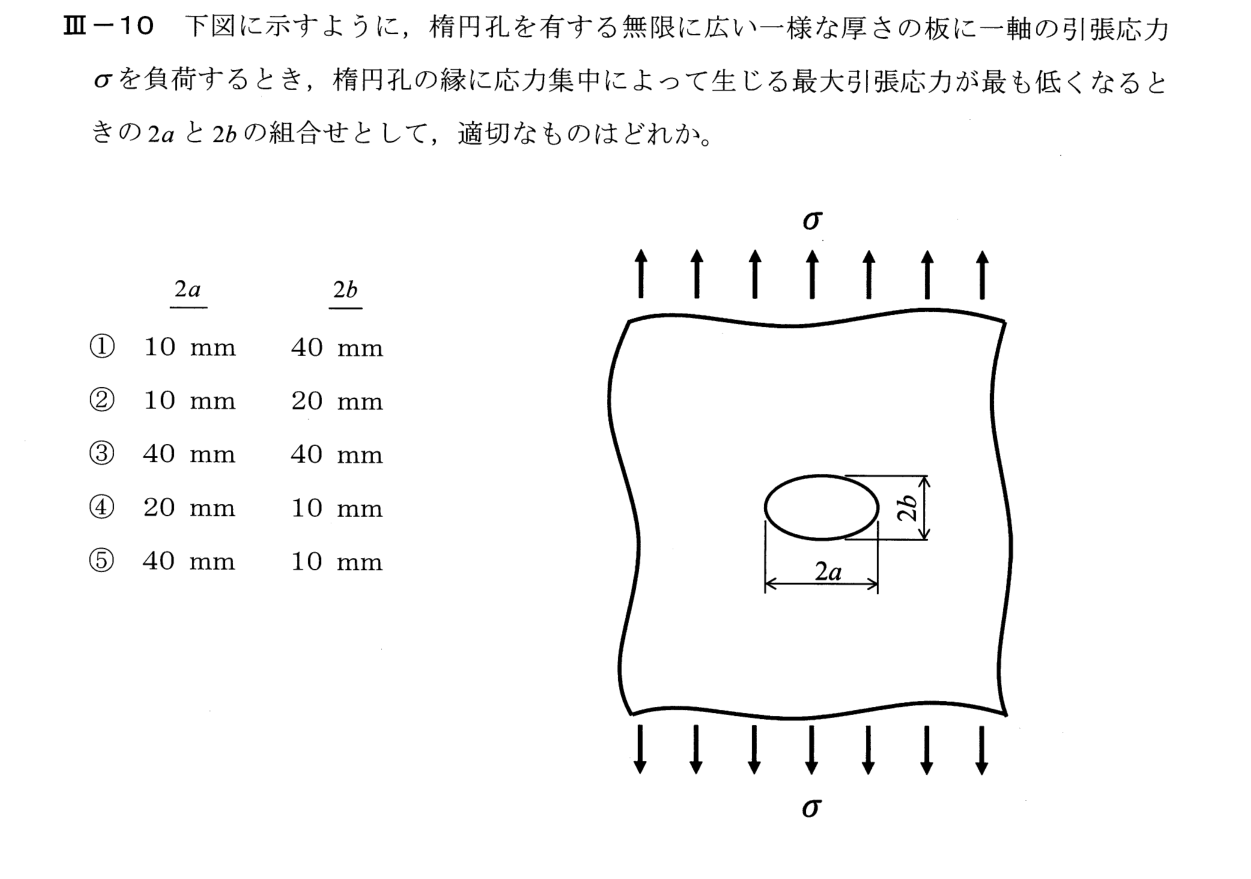 Ⅲ－10　下図に示すように，楕円孔を有する無限に広い一様な厚さの板に一軸の引張応力
σを負荷するとき，楕円孔の縁に応力集中によって生じる最大引張応力が最も低くなると
きの2aと2bの組合せとして，適切なものはどれか。
σ
2a 2b
① 10 mm 40 mm
② 10 mm 20 mm
③ 40 mm 40 mm
④ 20 mm 10 mm
⑤ 40 mm 10 mm
2b
2a
σ